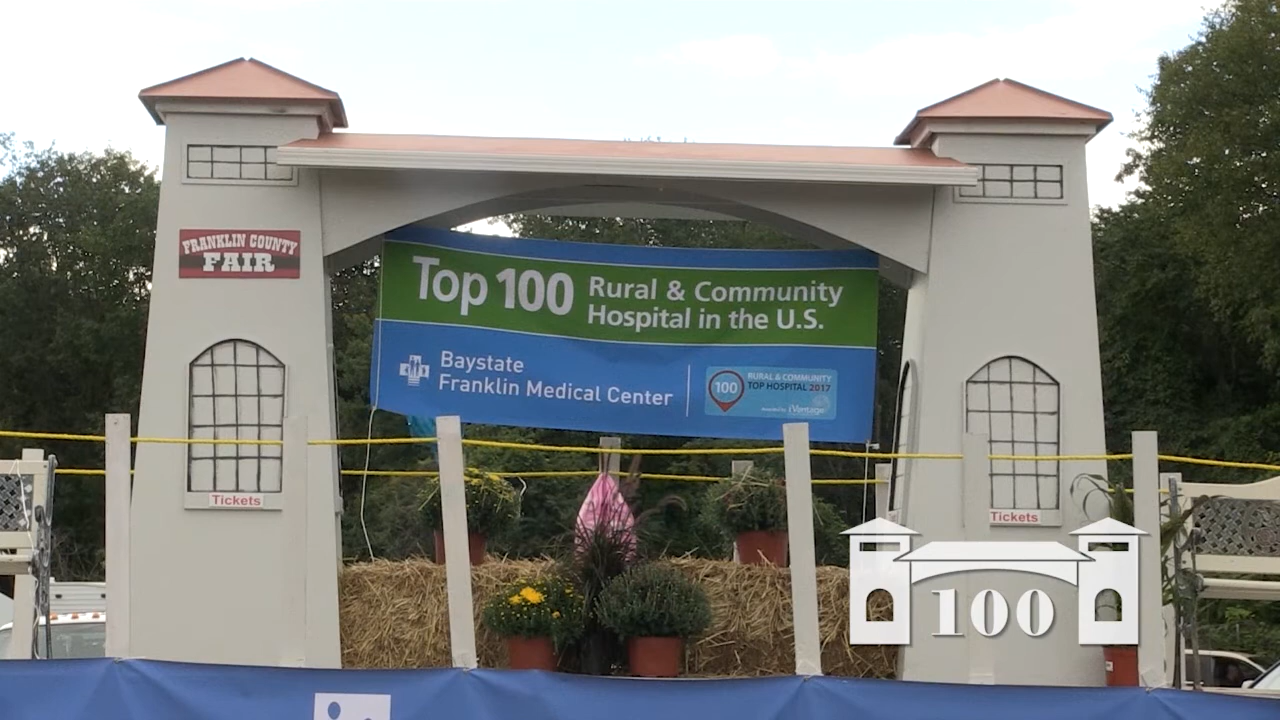 FRANKLIN COUNTY
FAIR
Top 100
Rural & Community
Hospital in the U.S.
Baystate
Franklin Medical Center
100
RURAL & COMMUNITY
TOP HOSPITAL 2017
iVantage
Tickets
Tickets
100